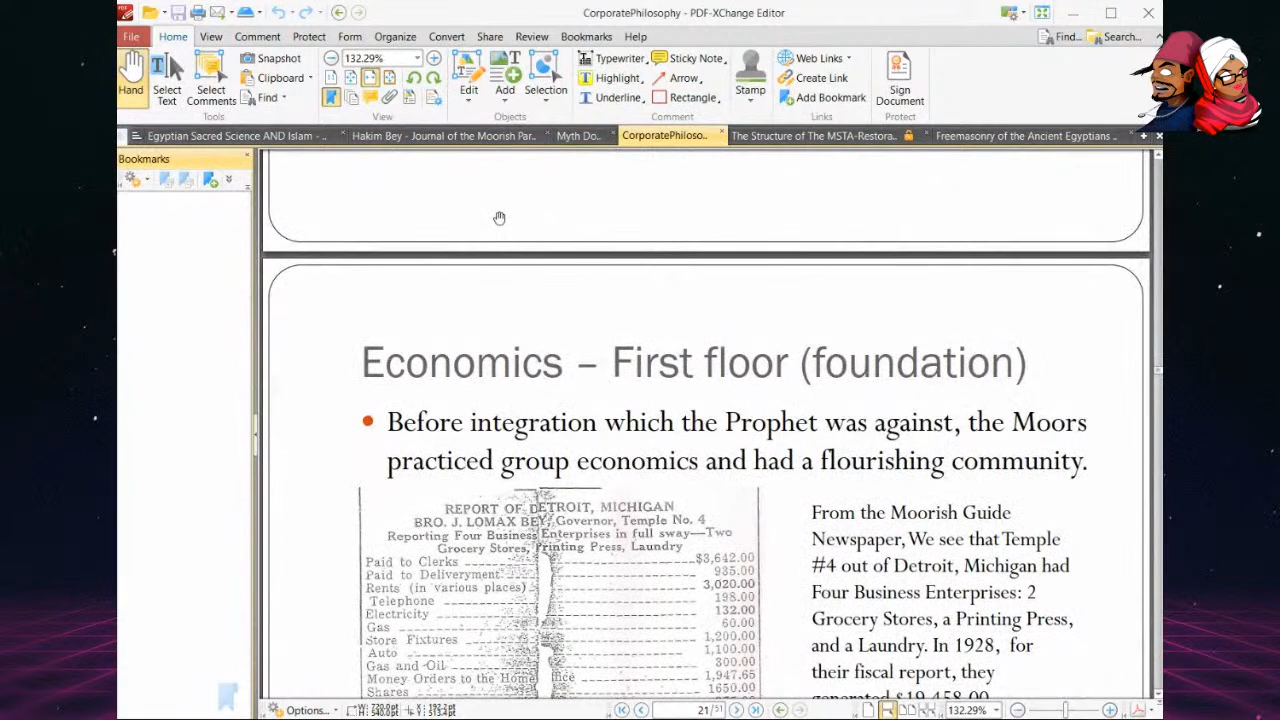 CorporatePhilosophy - PDF-XChange Editor
File Home View Comment Protect Form Organize Convert Share Review Bookmarks Help Find... Search...
Hand
Select Text
Select Comments
Snapshot
Clipboard
Find
Tools
132.29%
View
Edit
Add
Selection
Objects
Typewriter
Highlight
Underline
Sticky Note
Arrow
Rectangle
Stamp
Comment
Web Links
Create Link
Add Bookmark
Links
Sign Document
Protect
Egyptian Sacred Science AND Islam - ..
Hakim Bey - Journal of the Moorish Par..
Myth Do..
CorporatePhiloso..
The Structure of The MSTA-Restora..
Freemasonry of the Ancient Egyptians ..
Bookmarks
Economics – First floor (foundation)
• Before integration which the Prophet was against, the Moors
practiced group economics and had a flourishing community.
REPORT OF DETROIT, MICHIGAN
BRO. J. LOMAX BEY, Governor, Temple No. 4
Reporting Four Business Enterprises in full sway—Two
Grocery Stores, Printing Press, Laundry
Paid to Clerks $3,642.00
Paid to Deliveryment 935.00
Rents (in various places) 3,020.00
Telephone 198.00
Electricity 132.00
Gas 60.00
Store Fixtures 1,200.00
Auto 1,100.00
Gas and Oil 300.00
Money Orders to the Home Office 1,947.65
Shares 1650.00
From the Moorish Guide
Newspaper, We see that Temple
#4 out of Detroit, Michigan had
Four Business Enterprises: 2
Grocery Stores, a Printing Press,
and a Laundry. In 1928, for
their fiscal report, they
generated $19,458.00
Options...
21 / 51
132.29%